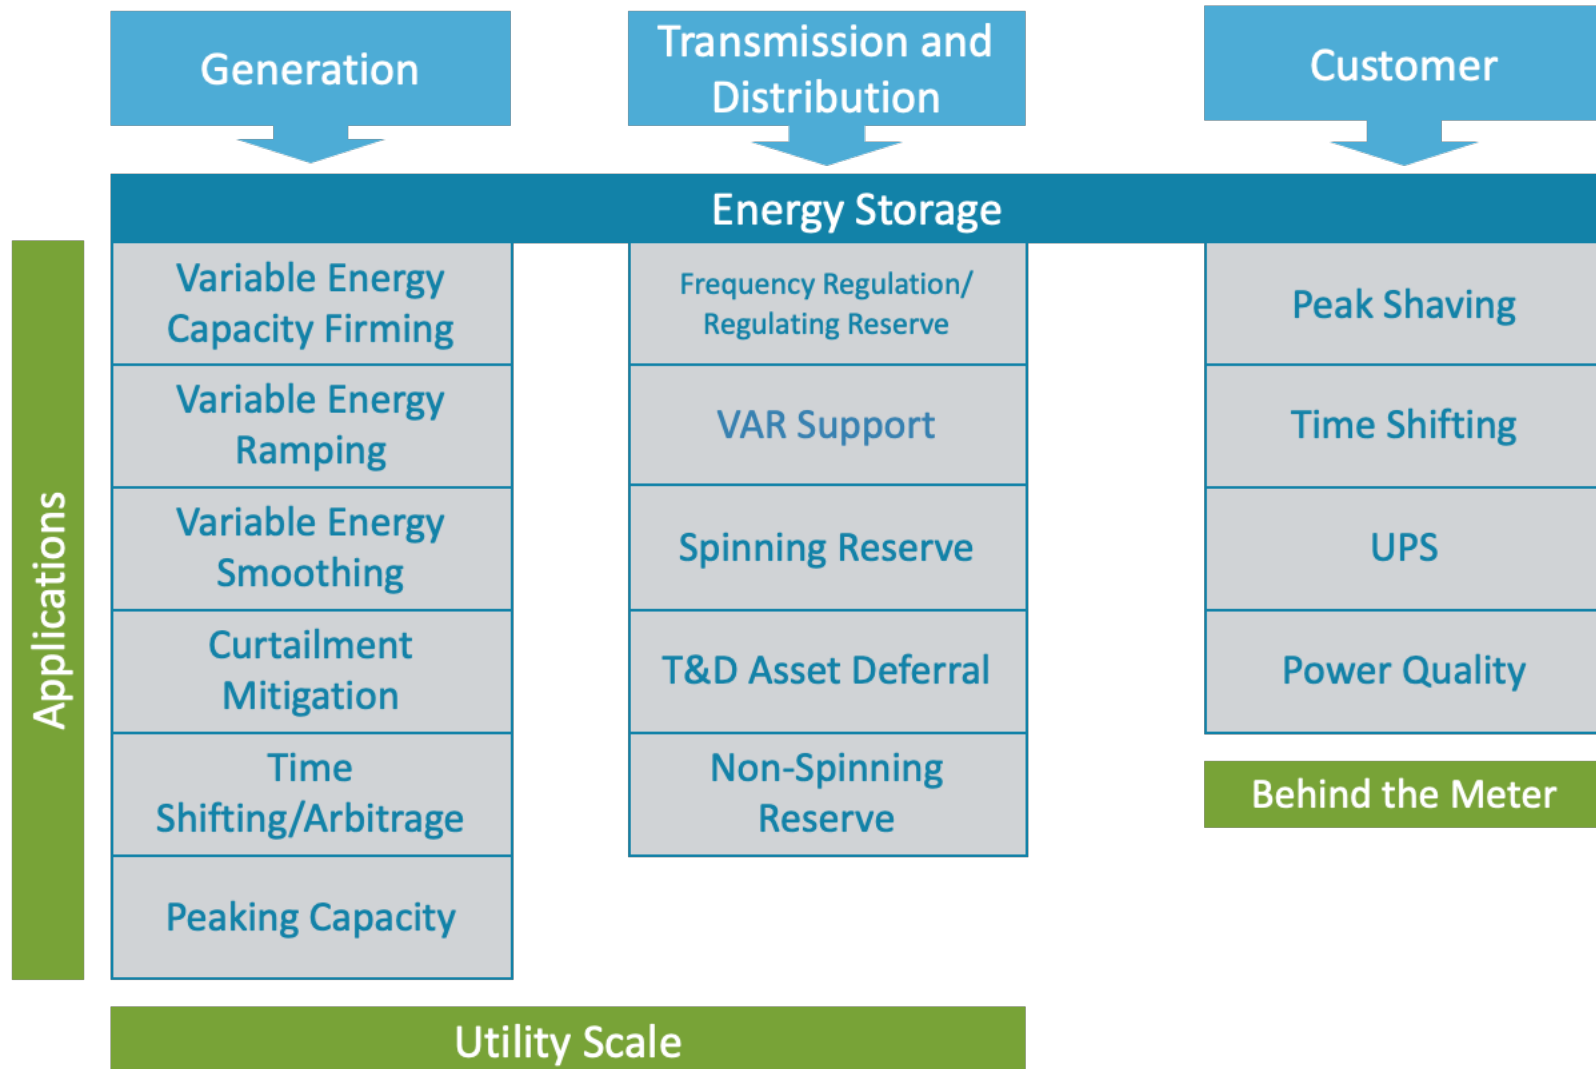 Generation
Transmission and
Distribution
Customer
Energy Storage
Applications
Variable Energy
Capacity Firming
Variable Energy
Ramping
Variable Energy
Smoothing
Curtailment
Mitigation
Time
Shifting/Arbitrage
Peaking Capacity
Frequency Regulation/
Regulating Reserve
VAR Support
Spinning Reserve
T&D Asset Deferral
Non-Spinning
Reserve
Peak Shaving
Time Shifting
UPS
Power Quality
Behind the Meter
Utility Scale